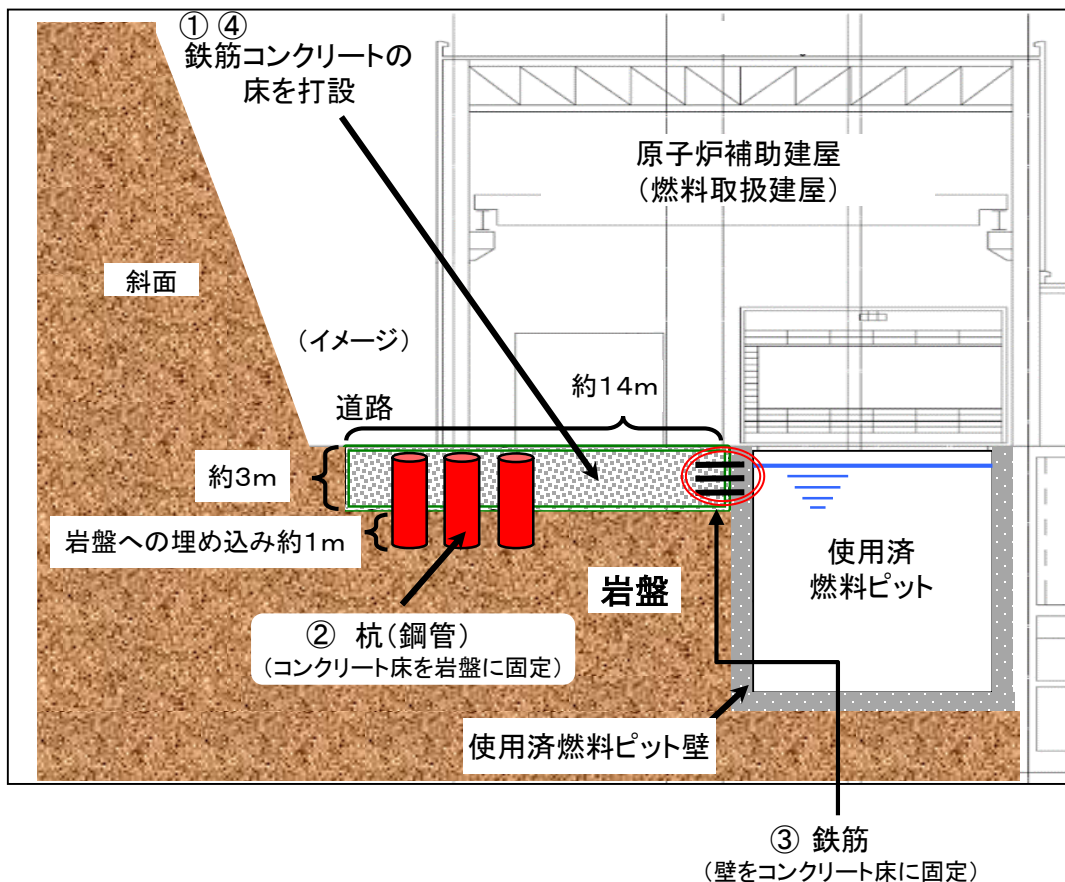 ① ④
鉄筋コンクリートの
床を打設
原子炉補助建屋
（燃料取扱建屋）
斜面
（イメージ）
約１４ｍ
道路
約３ｍ
岩盤への埋め込み約１ｍ
使用済
燃料ピット
岩盤
② 杭（鋼管）
（コンクリート床を岩盤に固定）
使用済燃料ピット壁
③ 鉄筋
（壁をコンクリート床に固定）